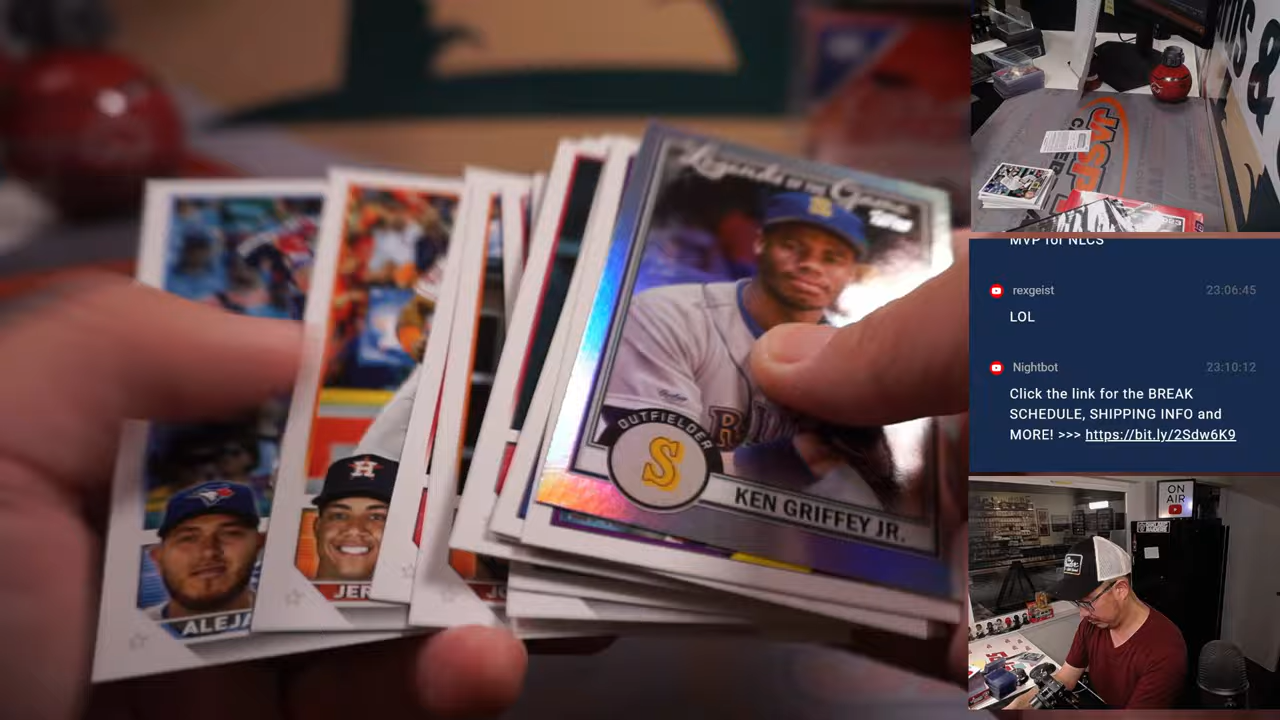 Legends OF THE Game
OUTFIELDER
S
KEN GRIFFEY JR.
ALEJA
JER
JO
H
JASP
&
MVP for NLCS
rexgeist
23:06:45
LOL
Nightbot
23:10:12
Click the link for the BREAK
SCHEDULE, SHIPPING INFO and
MORE! >>> https://bit.ly/2Sdw6K9
ON
AIR